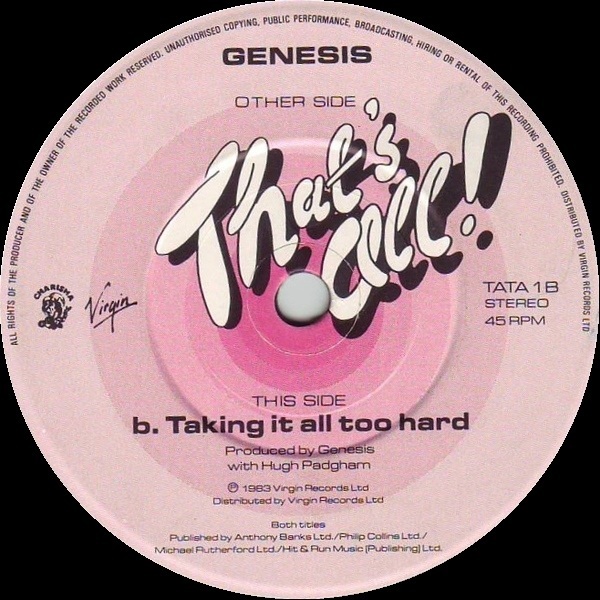 ALL RIGHTS OF THE PRODUCER AND OF THE OWNER OF THE RECORDED WORK RESERVED. UNAUTHORISED COPYING, PUBLIC PERFORMANCE, BROADCASTING, HIRING OR RENTAL OF THIS RECORDING PROHIBITED. DISTRIBUTED BY VIRGIN RECORDS LTD
GENESIS
OTHER SIDE
That's
all!
CHARISMA
Virgin
TATA 1B
STEREO
45 RPM
THIS SIDE
b. Taking it all too hard
Produced by Genesis
with Hugh Padgham
℗ 1983 Virgin Records Ltd
Distributed by Virgin Records Ltd
Both titles
Published by Anthony Banks Ltd./Philip Collins Ltd./
Michael Rutherford Ltd./Hit & Run Music (Publishing) Ltd.